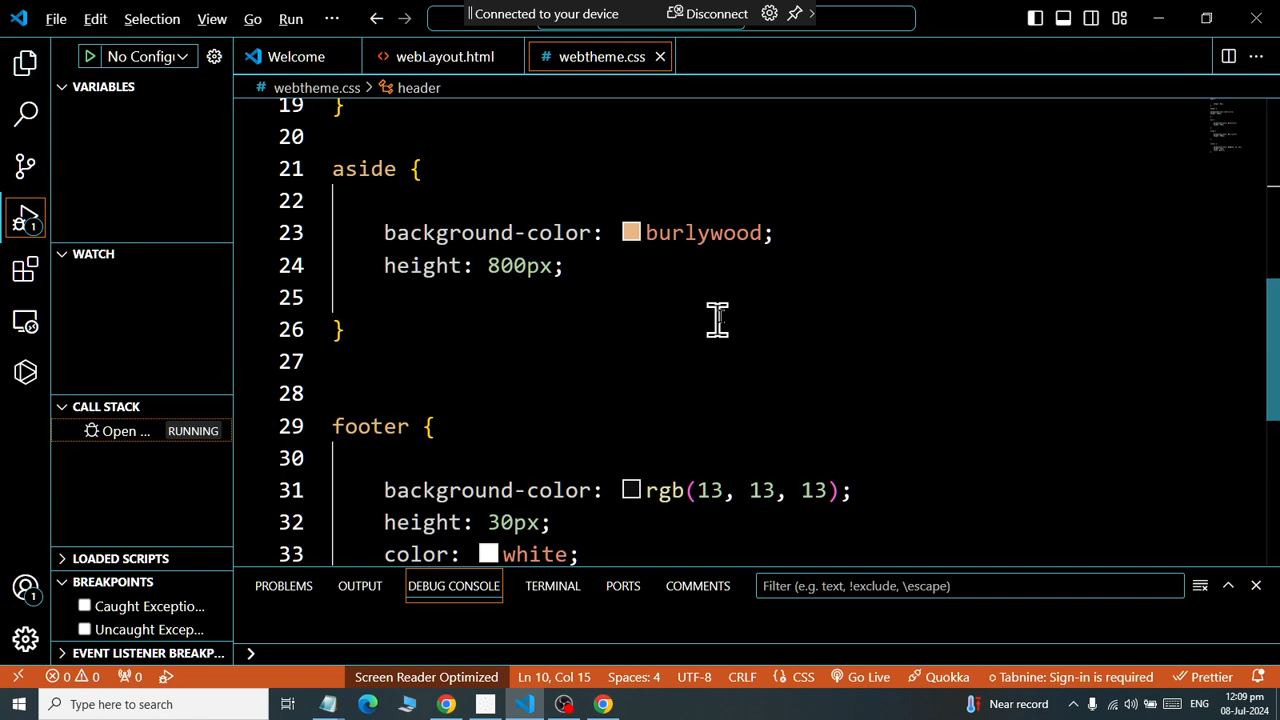 File Edit Selection View Go Run ...
Connected to your device Disconnect
No Configu
Welcome webLayout.html # webtheme.css
# webtheme.css > header
VARIABLES
WATCH
CALL STACK
Open ... RUNNING
LOADED SCRIPTS
BREAKPOINTS
Caught Exceptio...
Uncaught Excep...
EVENT LISTENER BREAKP...
19 }
20
21 aside {
22
23 background-color: burlywood;
24 height: 800px;
25
26 }
27
28
29 footer {
30
31 background-color: rgb(13, 13, 13);
32 height: 30px;
33 color: white;
PROBLEMS OUTPUT DEBUG CONSOLE TERMINAL PORTS COMMENTS Filter (e.g. text, !exclude, \escape)
0 0 0 Screen Reader Optimized Ln 10, Col 15 Spaces: 4 UTF-8 CRLF {} CSS Go Live Quokka Tabnine: Sign-in is required Prettier
Type here to search Near record ENG 12:09 pm
08-Jul-2024